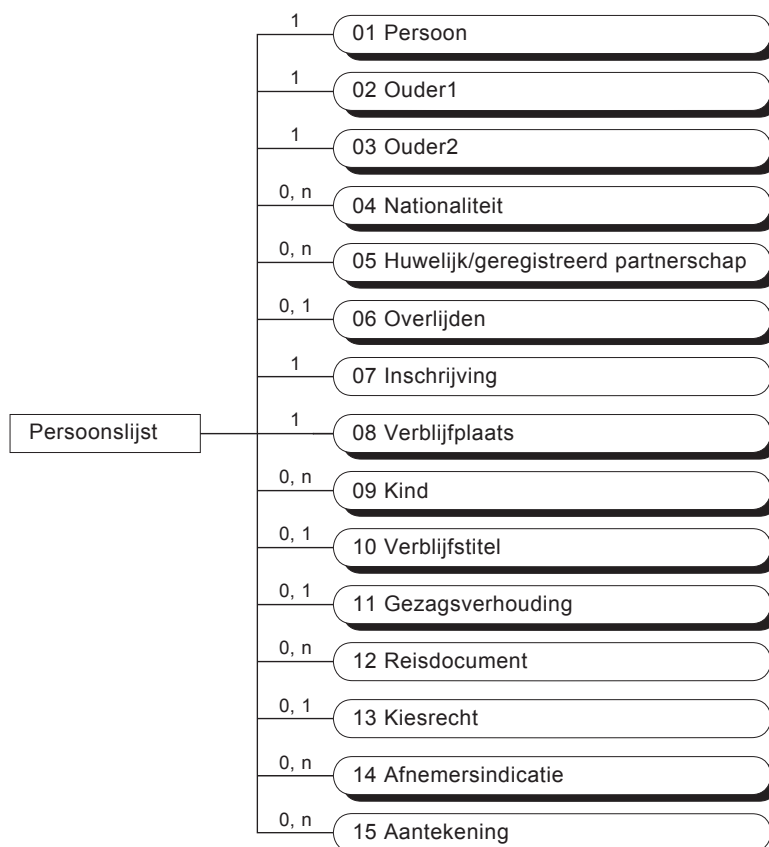 1
01 Persoon
1
02 Ouder1
1
03 Ouder2
0, n
04 Nationaliteit
0, n
05 Huwelijk/geregistreerd partnerschap
0, 1
06 Overlijden
1
07 Inschrijving
Persoonslijst
1
08 Verblijfplaats
0, n
09 Kind
0, 1
10 Verblijfstitel
0, 1
11 Gezagsverhouding
0, n
12 Reisdocument
0, 1
13 Kiesrecht
0, n
14 Afnemersindicatie
0, n
15 Aantekening